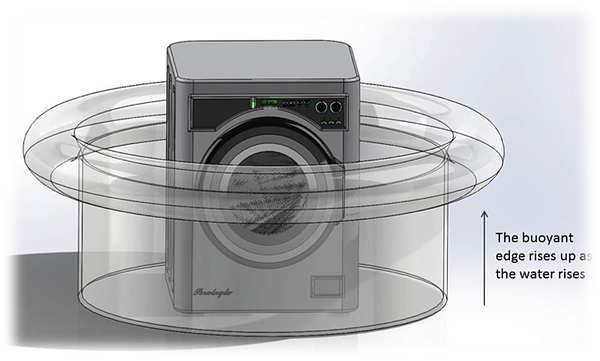 The buoyant
edge rises up as
the water rises